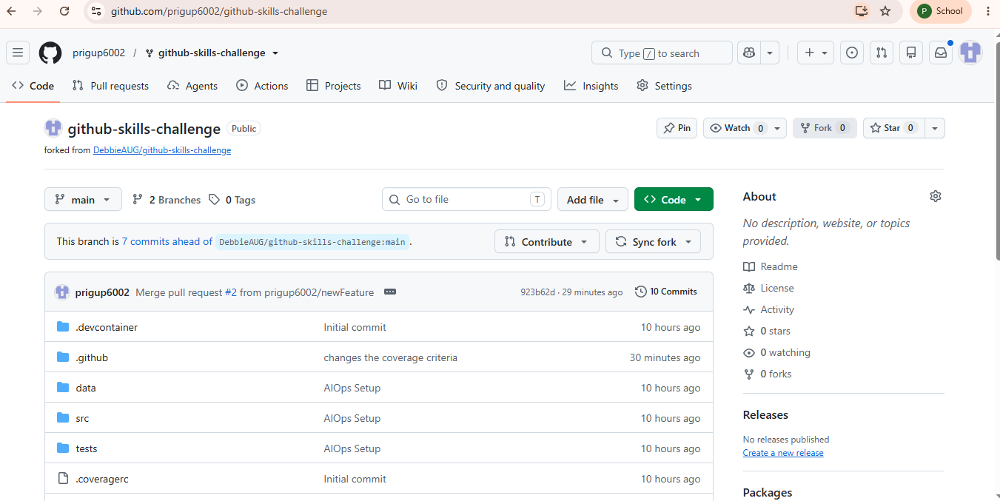 github.com/prigup6002/github-skills-challenge
P School
prigup6002 / github-skills-challenge
Type / to search
Code Pull requests Agents Actions Projects Wiki Security and quality Insights Settings
github-skills-challenge Public
Pin Watch 0 Fork 0 Star 0
forked from DebbieAUG/github-skills-challenge
main 2 Branches 0 Tags
Go to file T
Add file
Code
This branch is 7 commits ahead of DebbieAUG/github-skills-challenge:main .
Contribute Sync fork
prigup6002 Merge pull request #2 from prigup6002/newFeature 923b62d · 29 minutes ago 10 Commits
.devcontainer Initial commit 10 hours ago
.github changes the coverage criteria 30 minutes ago
data AIOps Setup 10 hours ago
src AIOps Setup 10 hours ago
tests AIOps Setup 10 hours ago
.coveragerc Initial commit 10 hours ago
About
No description, website, or topics
provided.
Readme
License
Activity
0 stars
0 watching
0 forks
Releases
No releases published
Create a new release
Packages